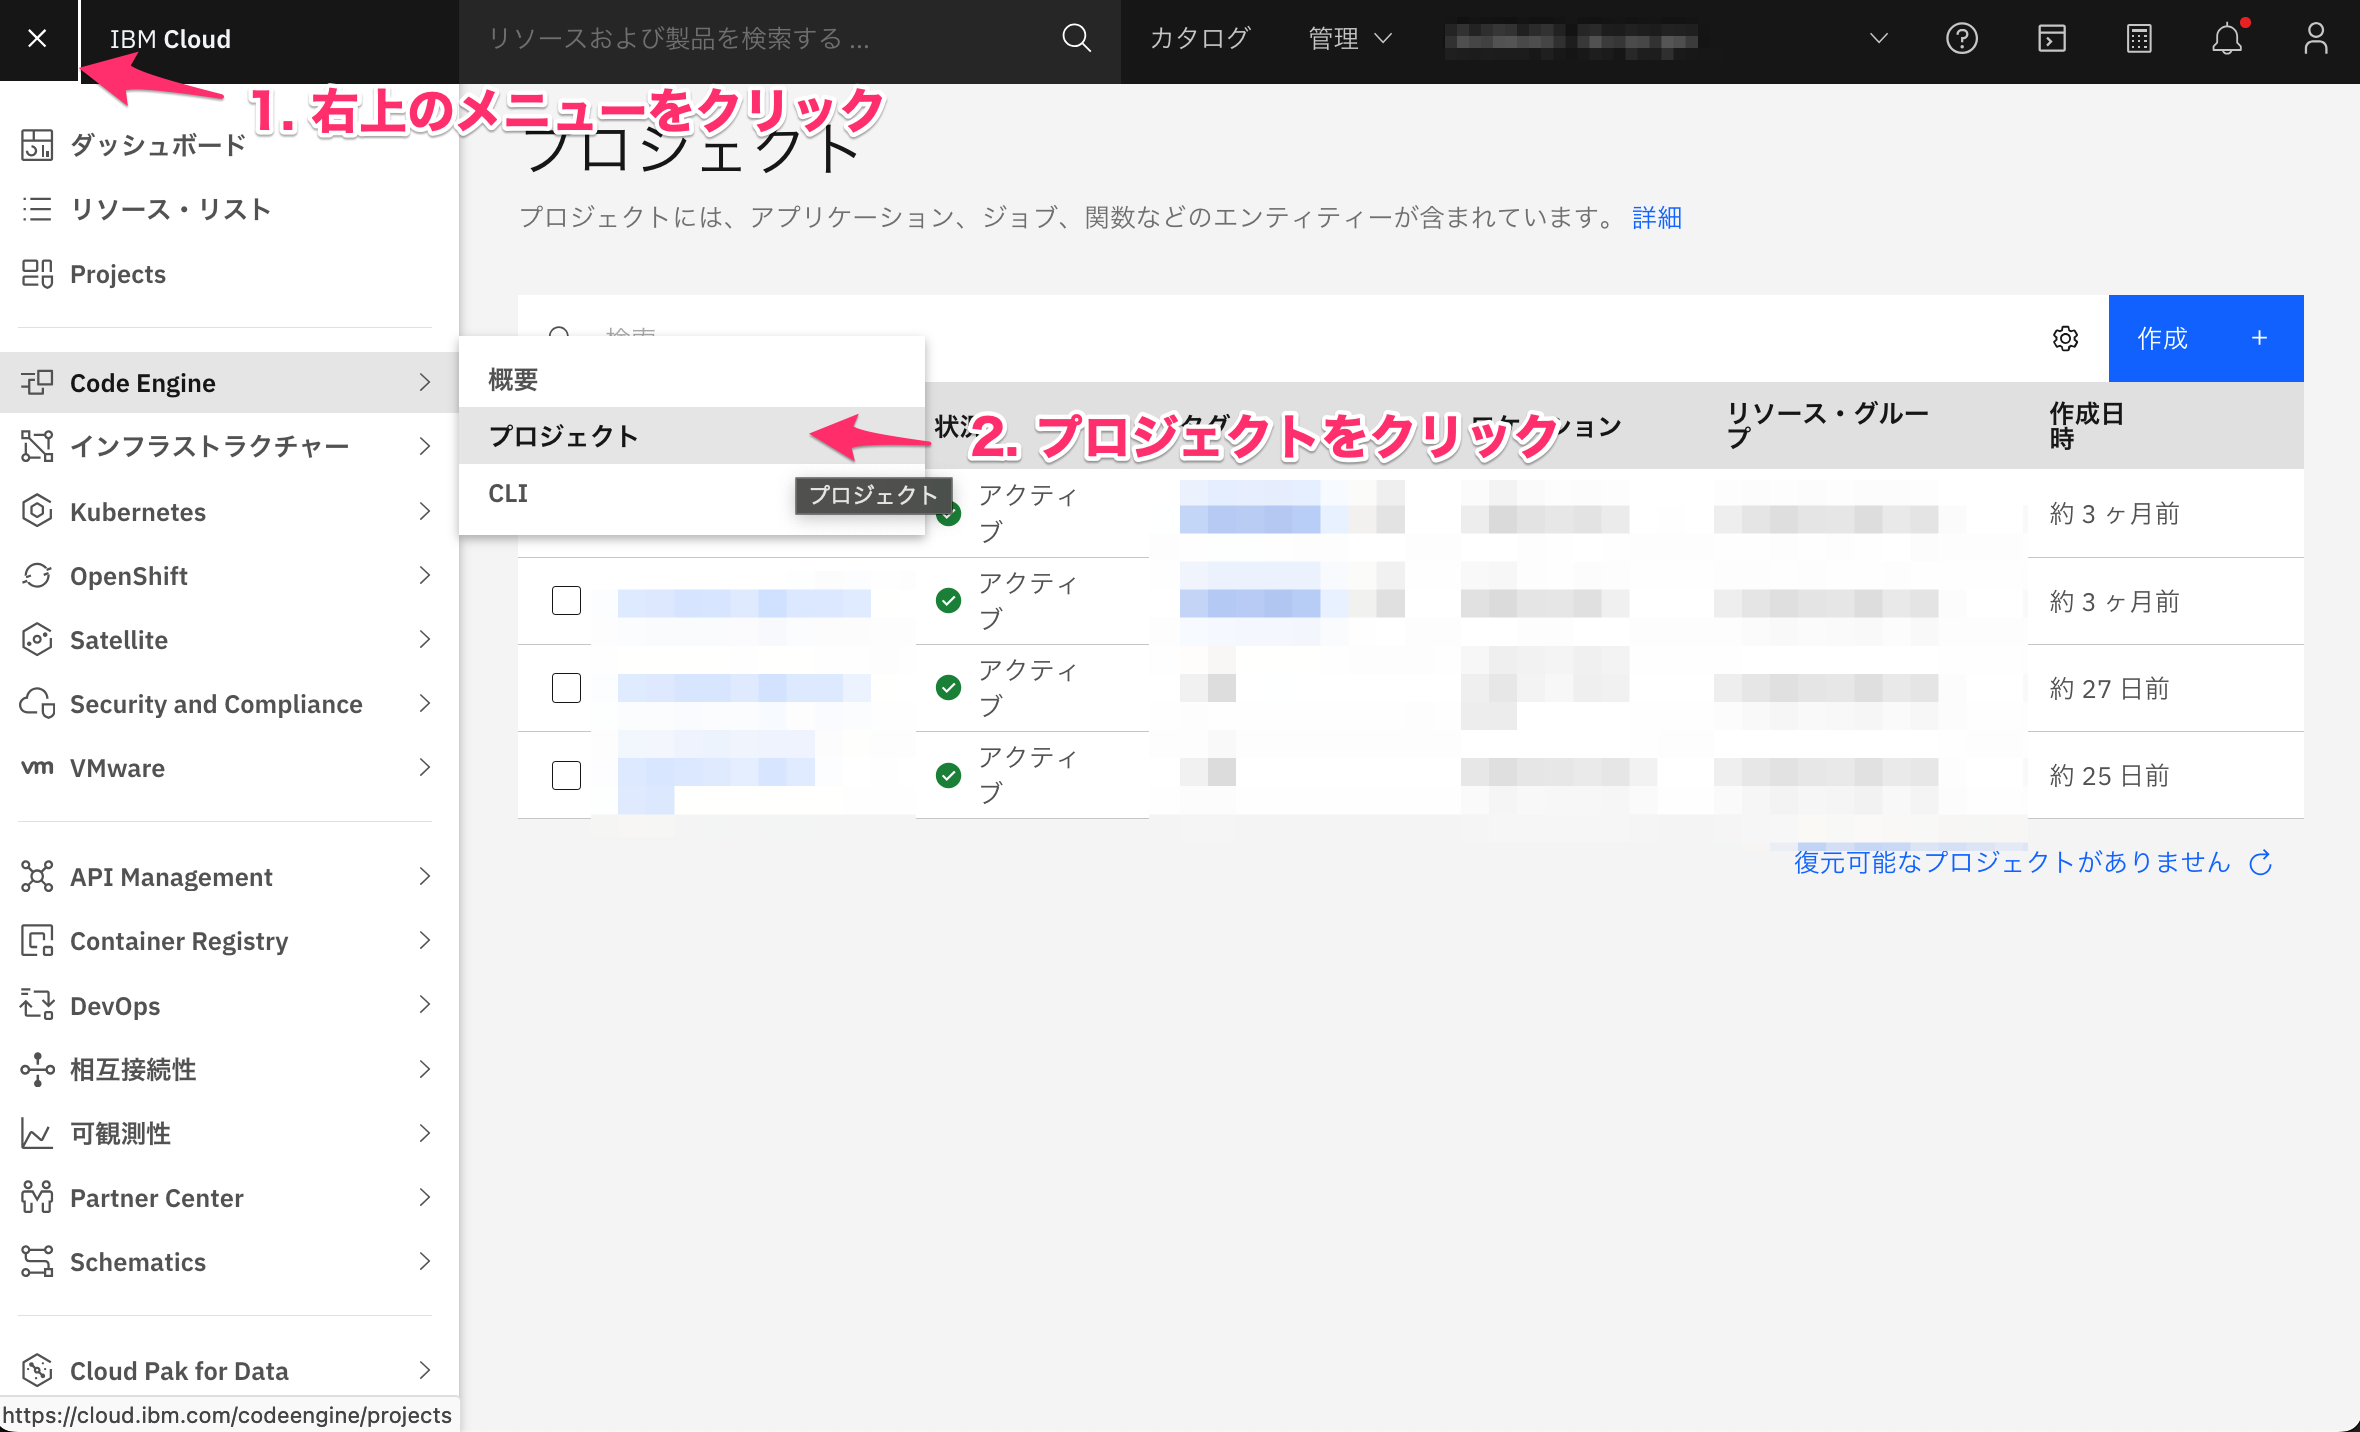 IBM Cloud
リソースおよび製品を検索する ...
カタログ
管理
1. 右上のメニューをクリック
ダッシュボード
リソース・リスト
Projects
Code Engine
インフラストラクチャー
Kubernetes
OpenShift
Satellite
Security and Compliance
vm VMware
API Management
Container Registry
DevOps
相互接続性
可観測性
Partner Center
Schematics
Cloud Pak for Data
https://cloud.ibm.com/codeengine/projects
プロジェクト
プロジェクトには、アプリケーション、ジョブ、関数などのエンティティーが含まれています。 詳細
検索
作成 +
概要
プロジェクト
CLI
プロジェクト
2. プロジェクトをクリック
リソース・グルー
プ
作成日
時
アクティ
ブ
約 3 ヶ月前
アクティ
ブ
約 3 ヶ月前
アクティ
ブ
約 27 日前
アクティ
ブ
約 25 日前
復元可能なプロジェクトがありません